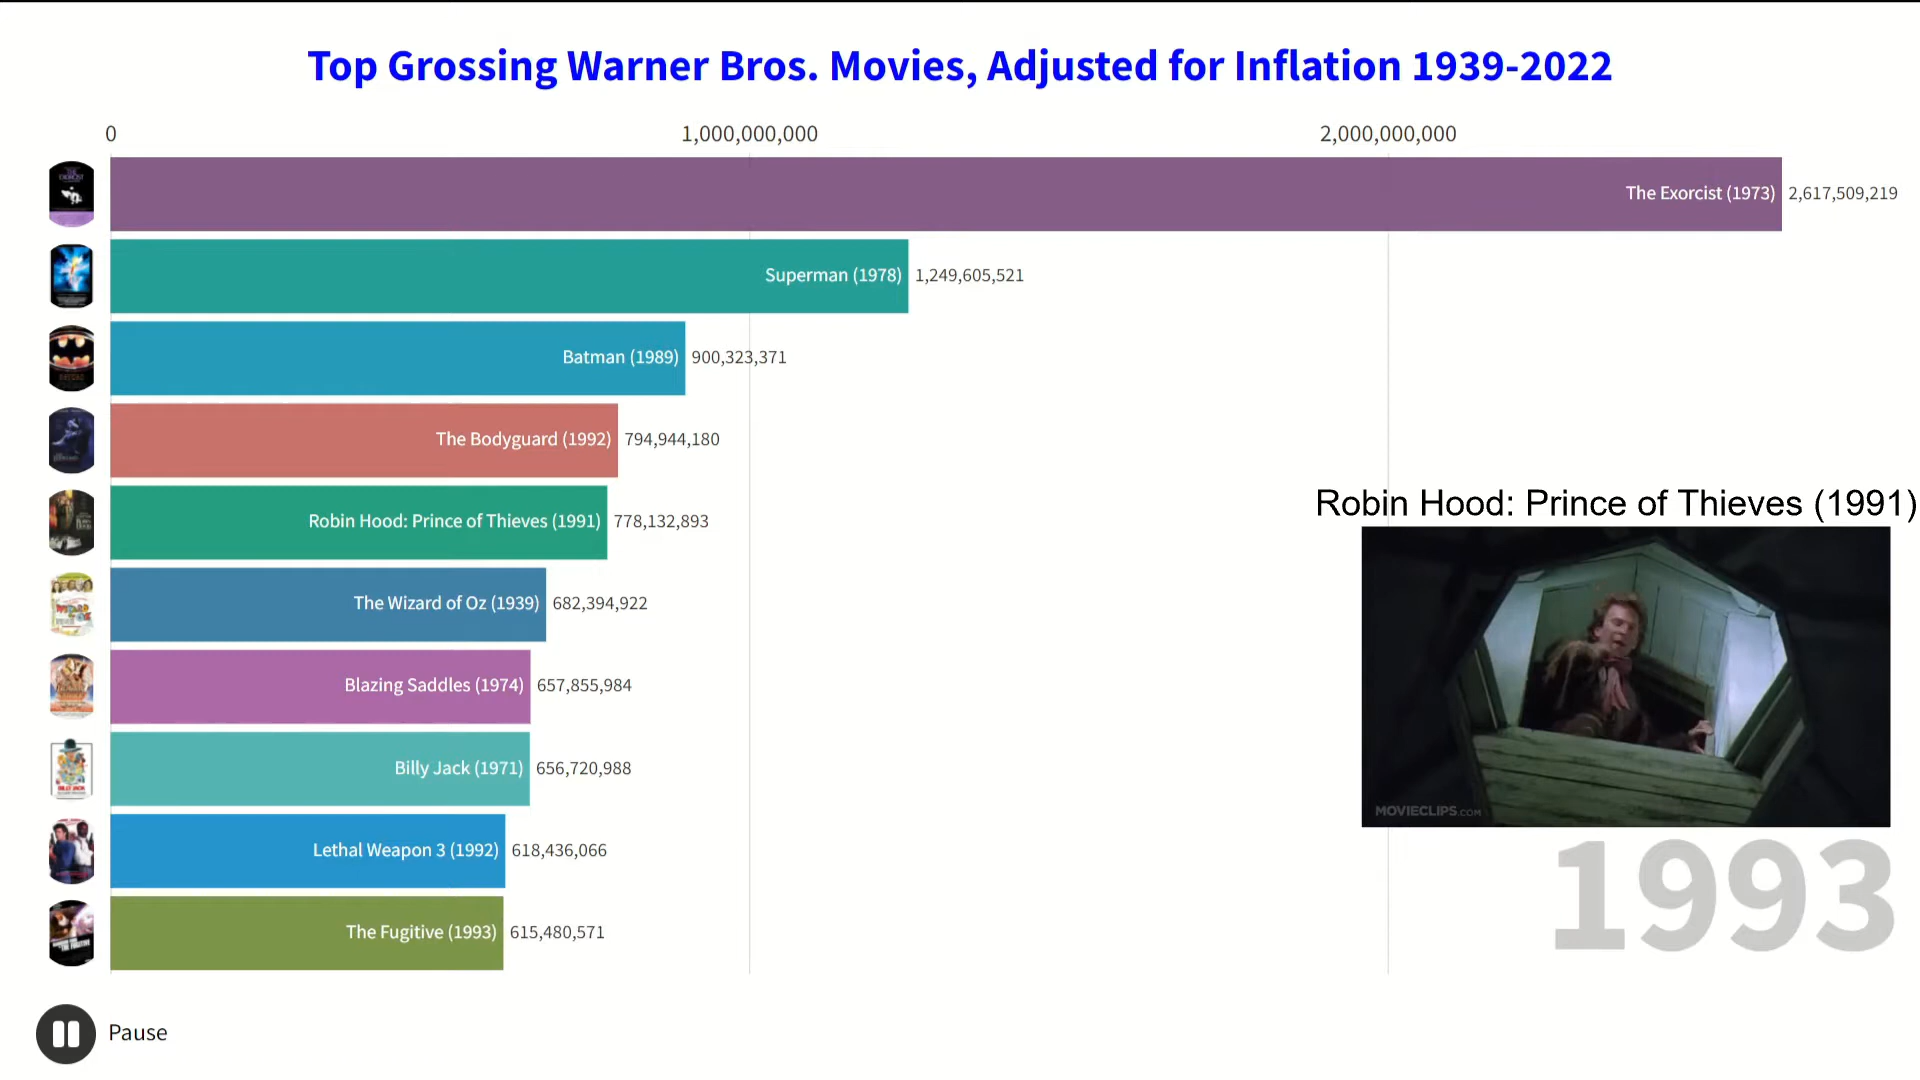 Top Grossing Warner Bros. Movies, Adjusted for Inflation 1939-2022
0 1,000,000,000 2,000,000,000
The Exorcist (1973) 2,617,509,219
Superman (1978) 1,249,605,521
Batman (1989) 900,323,371
The Bodyguard (1992) 794,944,180
Robin Hood: Prince of Thieves (1991) 778,132,893
Robin Hood: Prince of Thieves (1991)
The Wizard of Oz (1939) 682,394,922
Blazing Saddles (1974) 657,855,984
Billy Jack (1971) 656,720,988
MOVIECLIPS.COM
Lethal Weapon 3 (1992) 618,436,066
1993
The Fugitive (1993) 615,480,571
Pause